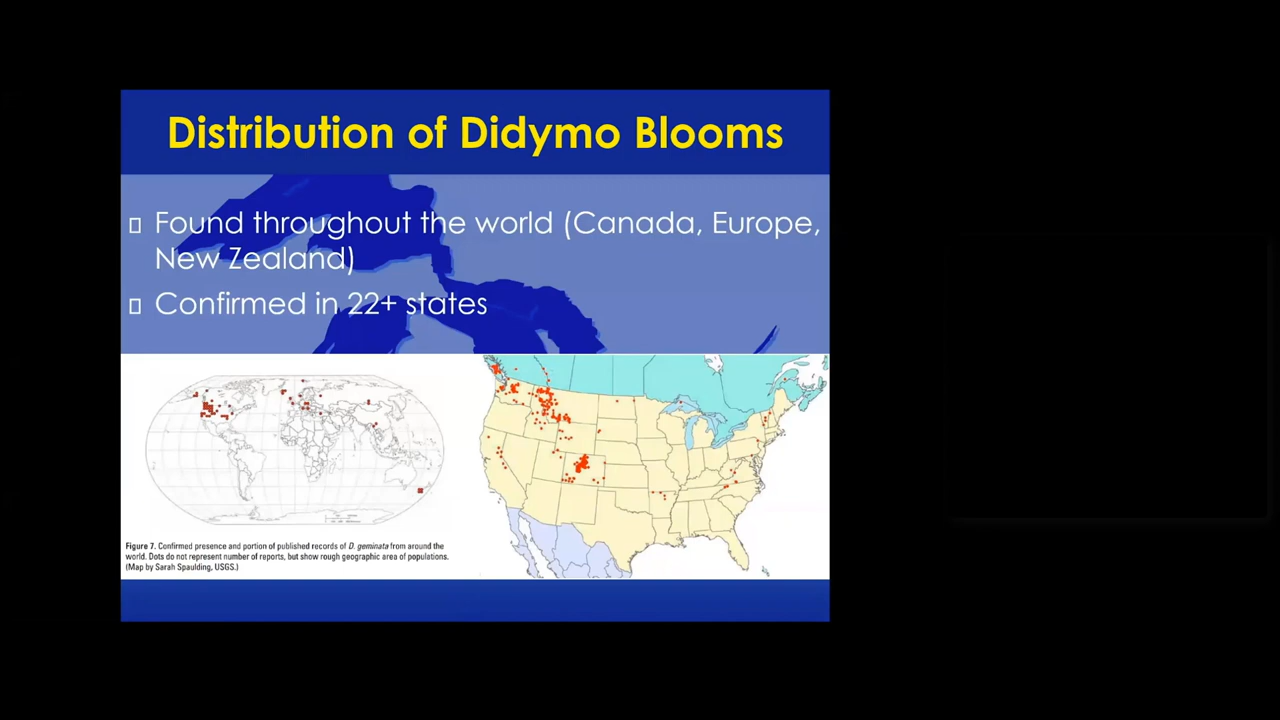 Distribution of Didymo Blooms
Found throughout the world (Canada, Europe,
New Zealand)
Confirmed in 22+ states
Figure 7. Confirmed presence and portion of published records of D. geminata from around the
world. Dots do not represent number of reports, but show rough geographic area of populations.
(Map by Sarah Spaulding, USGS.)